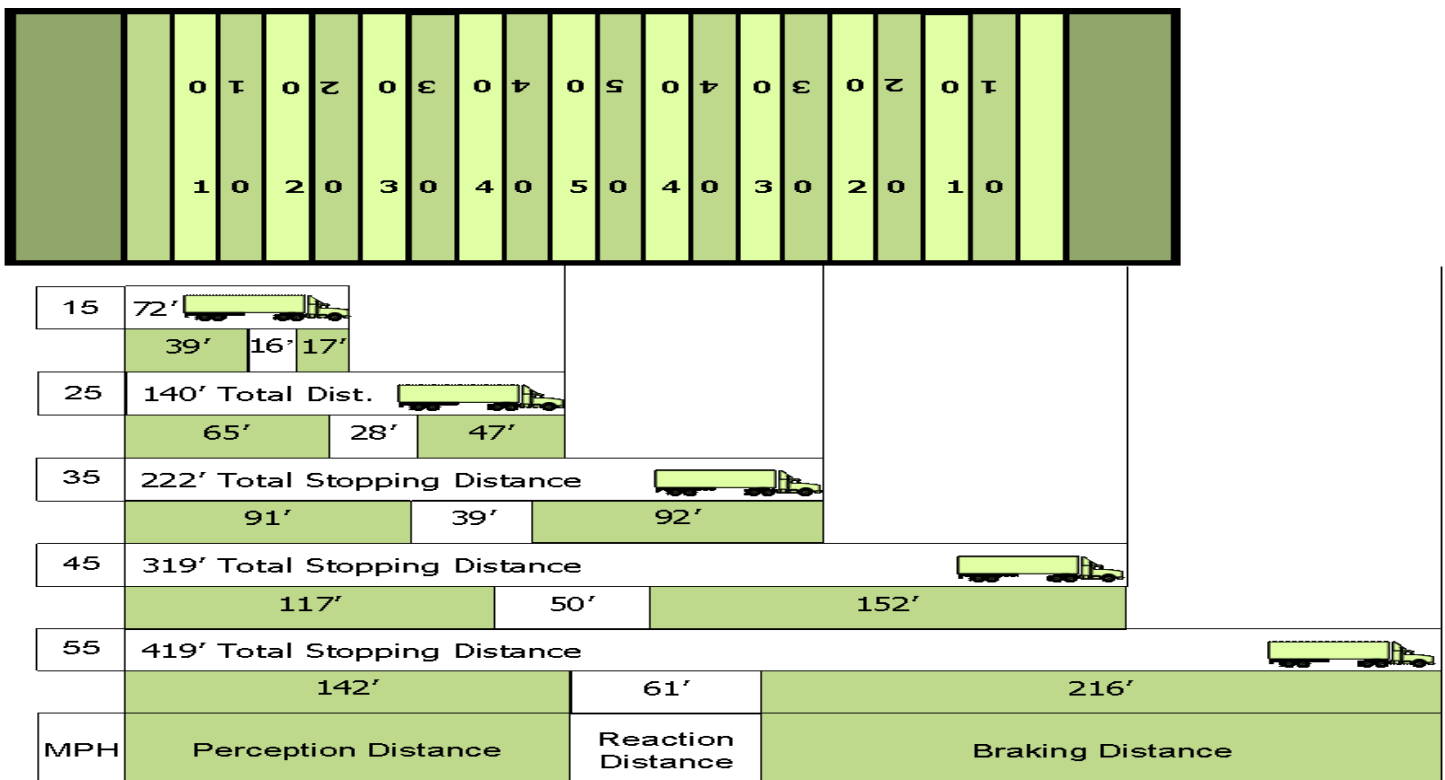 1 0 2 0 3 0 4 0 5 0 4 0 3 0 2 0 1 0
1 0 2 0 3 0 4 0 5 0 4 0 3 0 2 0 1 0
15 72′
39′ 16′ 17′
25 140′ Total Dist.
65′ 28′ 47′
35 222′ Total Stopping Distance
91′ 39′ 92′
45 319′ Total Stopping Distance
117′ 50′ 152′
55 419′ Total Stopping Distance
142′ 61′ 216′
MPH Perception Distance
Reaction
Distance
Braking Distance